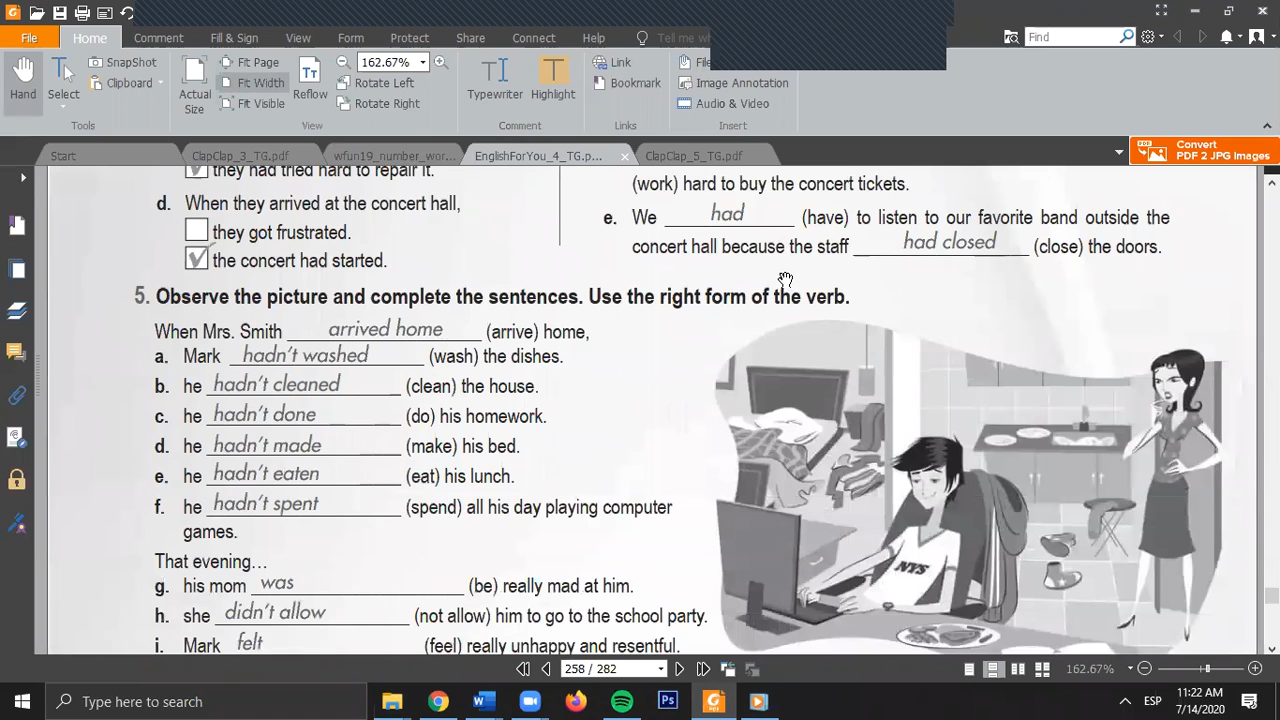 File Home Comment Fill & Sign View Form Protect Share Connect Help Tell me Find
Hand Select SnapShot Clipboard Actual Size Fit Page Fit Width Fit Visible Reflow 162.67% Rotate Left Rotate Right Typewriter Highlight Link Bookmark Image Annotation Audio & Video
Tools View Comment Links Insert
Start ClapClap_3_TG.pdf wfun19_number_wor... EnglishForYou_4_TG.p... ClapClap_5_TG.pdf Convert PDF 2 JPG Images
they had tried hard to repair it.
d. When they arrived at the concert hall,
they got frustrated.
the concert had started.
(work) hard to buy the concert tickets.
e. We had (have) to listen to our favorite band outside the
concert hall because the staff had closed (close) the doors.
5. Observe the picture and complete the sentences. Use the right form of the verb.
When Mrs. Smith arrived home (arrive) home,
a. Mark hadn't washed (wash) the dishes.
b. he hadn't cleaned (clean) the house.
c. he hadn't done (do) his homework.
d. he hadn't made (make) his bed.
e. he hadn't eaten (eat) his lunch.
f. he hadn't spent (spend) all his day playing computer
games.
That evening…
g. his mom was (be) really mad at him.
h. she didn't allow (not allow) him to go to the school party.
i. Mark felt (feel) really unhappy and resentful.
NYS
258 / 282 162.67%
Type here to search ESP 11:22 AM
7/14/2020